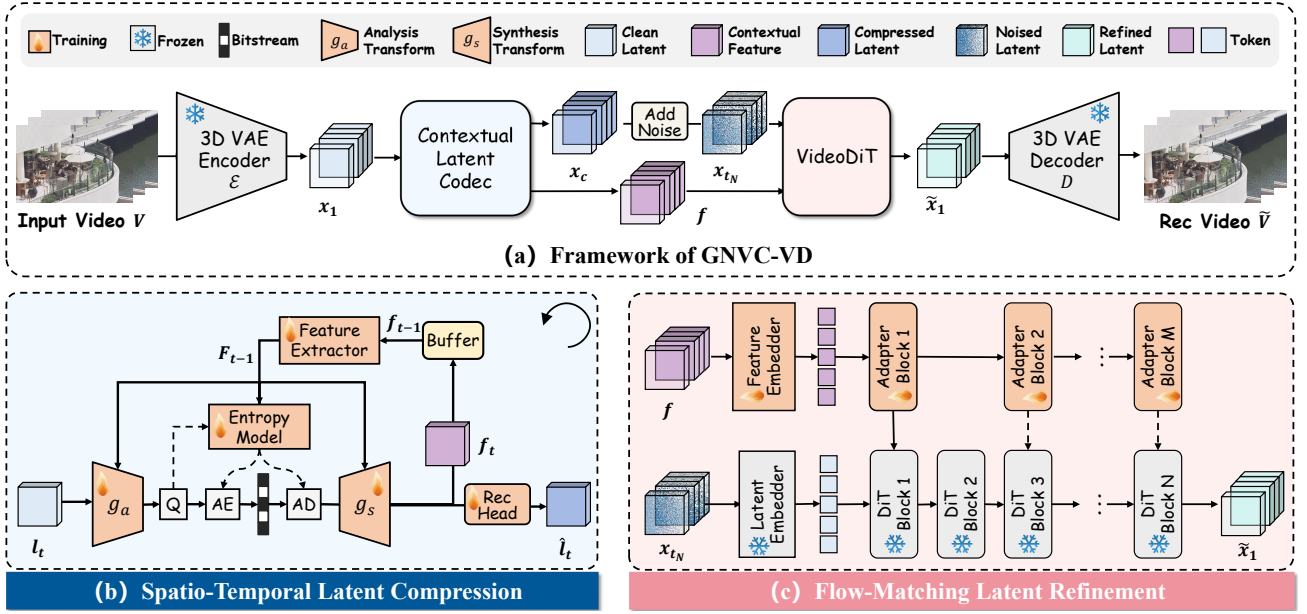 Training
Frozen
Bitstream
g_a
Analysis
Transform
g_s
Synthesis
Transform
Clean
Latent
Contextual
Feature
Compressed
Latent
Noised
Latent
Refined
Latent
Token
Input Video V
3D VAE
Encoder
ℰ
x_1
Contextual
Latent
Codec
x_c
Add
Noise
x_{t_N}
f
VideoDiT
x̃_1
3D VAE
Decoder
D
Rec Video Ṽ
(a) Framework of GNVC-VD
F_{t-1}
Feature
Extractor
f_{t-1}
Buffer
Entropy
Model
f_t
l_t
g_a
Q
AE
AD
g_s
Rec
Head
l̂_t
(b) Spatio-Temporal Latent Compression
f
Feature
Embedder
Adapter
Block 1
Adapter
Block 2
...
Adapter
Block M
x_{t_N}
Latent
Embedder
DiT
Block 1
DiT
Block 2
DiT
Block 3
...
DiT
Block N
x̃_1
(c) Flow-Matching Latent Refinement